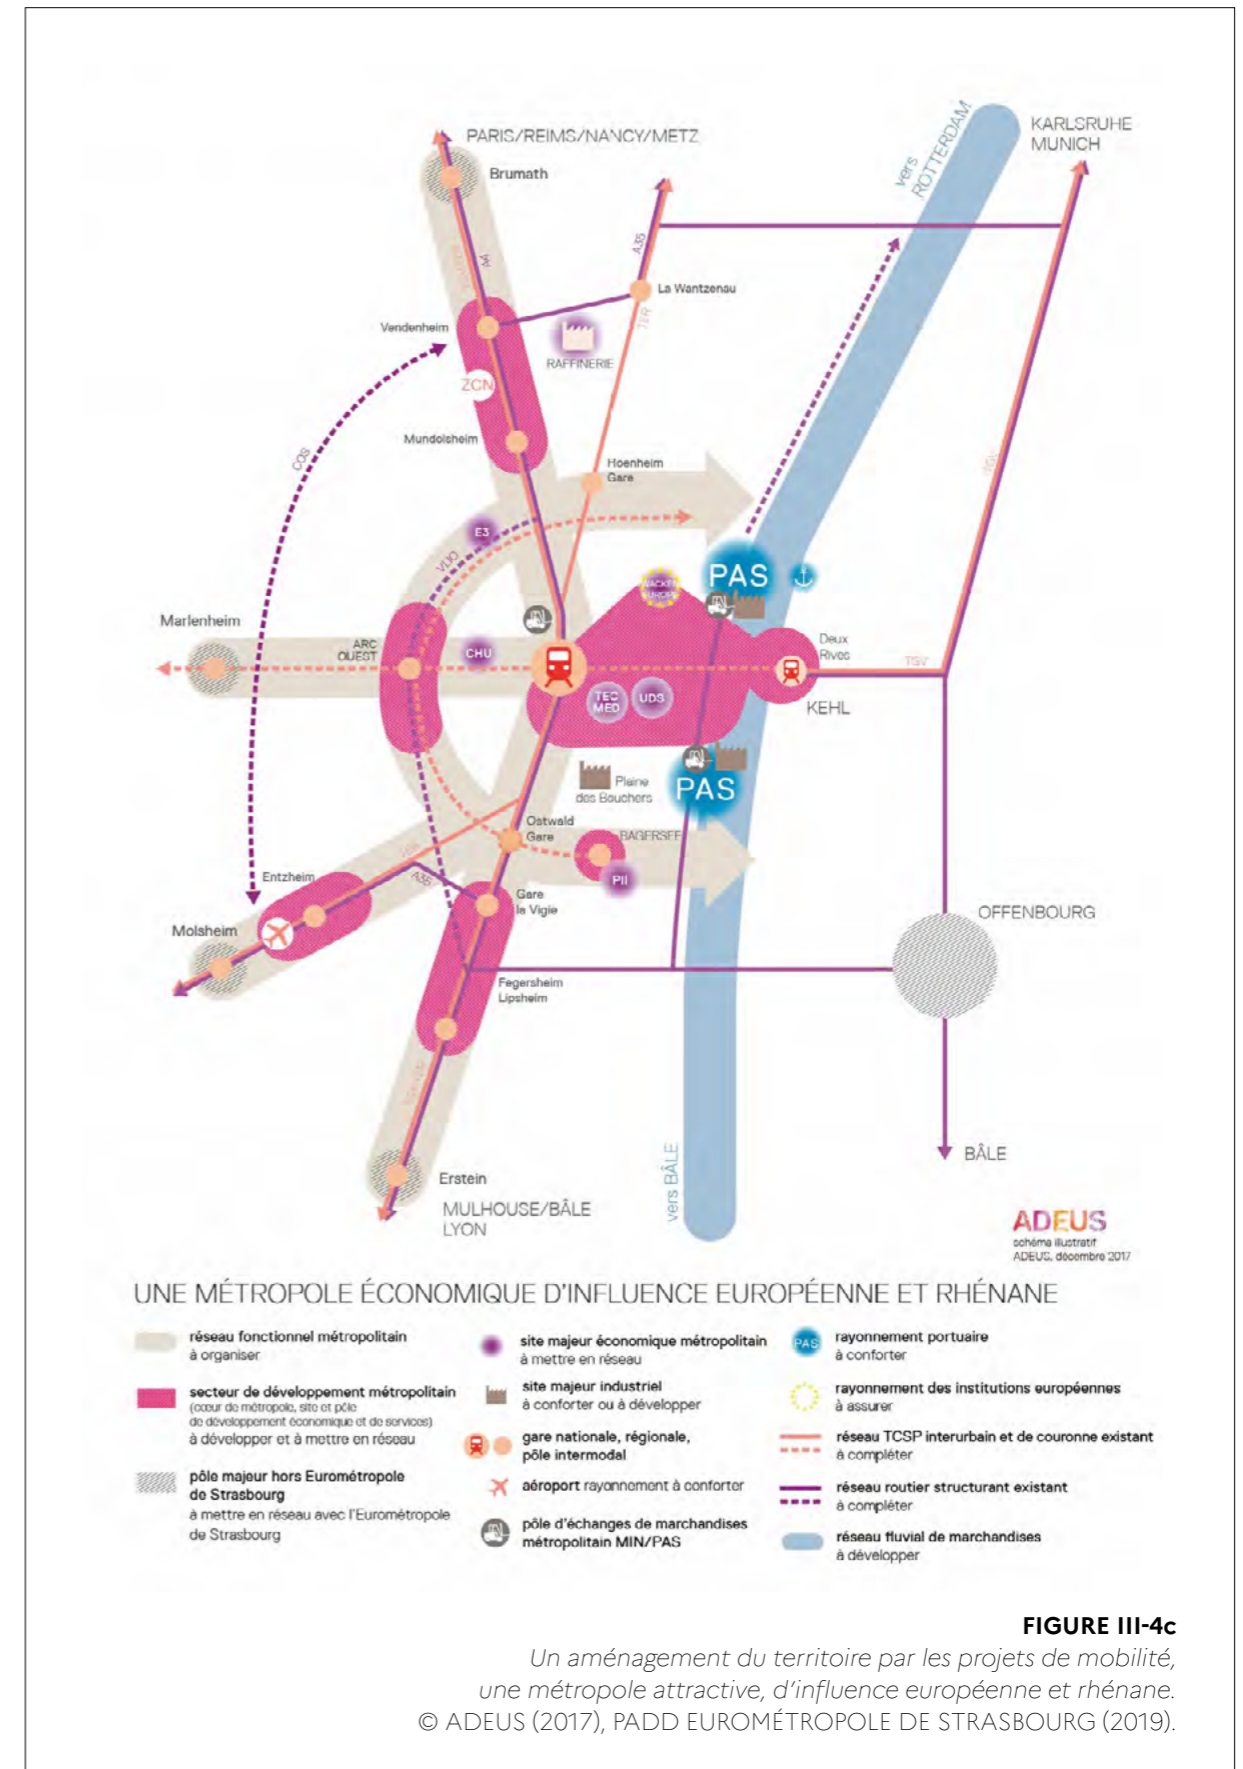 PARIS/REIMS/NANCY/METZ
Brumath
vers
ROTTERDAM
KARLSRUHE
MUNICH
A4
A35
La Wantzenau
TER
Vendenheim
RAFFINERIE
ZCN
Mundolsheim
COS
Hoenheim
Gare
TGV
E3
VLIO
PAS
WACKEN
EUROPE
Marlenheim
ARC
OUEST
CHU
Deux
Rives
TGV
TEC
MED
UDS
KEHL
Plaine
des Bouchers
PAS
Ostwald
Gare
BAGERSEE
Entzheim
A35
PII
Gare
la Vigie
Molsheim
OFFENBOURG
Fegersheim
Lipsheim
vers BÂLE
BÂLE
Erstein
MULHOUSE/BÂLE
LYON
ADEUS
schéma illustratif
ADEUS, décembre 2017
UNE MÉTROPOLE ÉCONOMIQUE D'INFLUENCE EUROPÉENNE ET RHÉNANE
réseau fonctionnel métropolitain
à organiser
secteur de développement métropolitain
(cœur de métropole, site et pôle
de développement économique et de services)
à développer et à mettre en réseau
pôle majeur hors Eurométropole
de Strasbourg
à mettre en réseau avec l'Eurométropole
de Strasbourg
site majeur économique métropolitain
à mettre en réseau
site majeur industriel
à conforter ou à développer
gare nationale, régionale,
pôle intermodal
aéroport rayonnement à conforter
pôle d'échanges de marchandises
métropolitain MIN/PAS
PAS
rayonnement portuaire
à conforter
rayonnement des institutions européennes
à assurer
réseau TCSP interurbain et de couronne existant
à compléter
réseau routier structurant existant
à compléter
réseau fluvial de marchandises
à développer
FIGURE III-4c
Un aménagement du territoire par les projets de mobilité,
une métropole attractive, d'influence européenne et rhénane.
© ADEUS (2017), PADD EUROMÉTROPOLE DE STRASBOURG (2019).